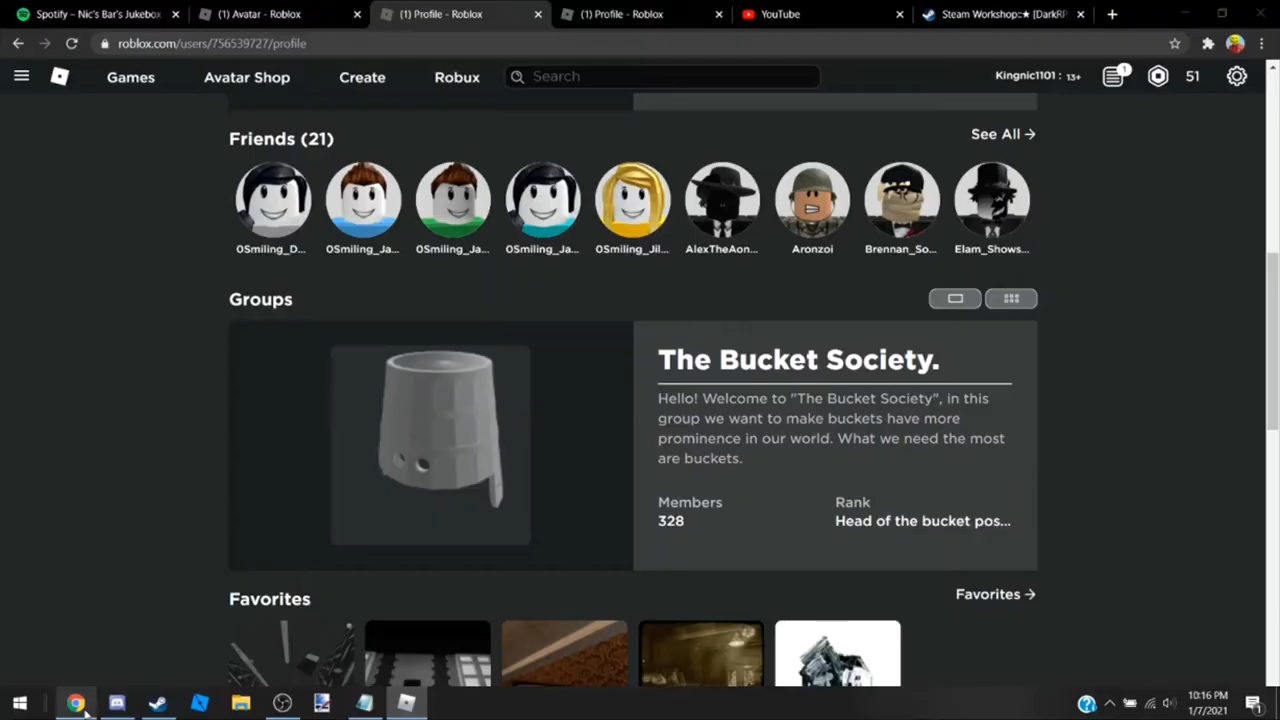 Spotify – Nic's Bar's Jukebox
(1) Avatar - Roblox
(1) Profile - Roblox
(1) Profile - Roblox
YouTube
Steam Workshop::★ [DarkRP
roblox.com/users/756539727/profile
Games
Avatar Shop
Create
Robux
Search
Kingnic1101 : 13+
1
51
Friends (21)
See All →
0Smiling_D...
0Smiling_Ja...
0Smiling_Ja...
0Smiling_Ja...
0Smiling_Jil...
AlexTheAon...
Aronzoi
Brennan_So...
Elam_Shows...
Groups
The Bucket Society.
Hello! Welcome to "The Bucket Society", in this
group we want to make buckets have more
prominence in our world. What we need the most
are buckets.
Members
Rank
328
Head of the bucket pos...
Favorites
Favorites →
10:16 PM
1/7/2021
1